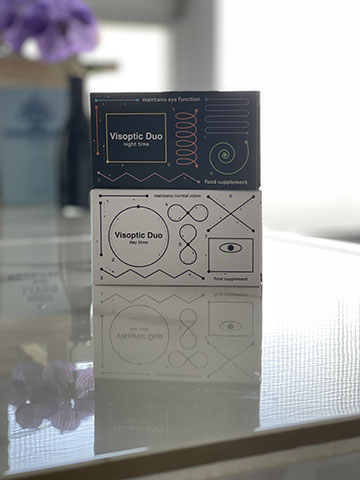 maintains eye function
Visoptic Duo
night time
food supplement
maintains normal vision
Visoptic Duo
day time
food supplement